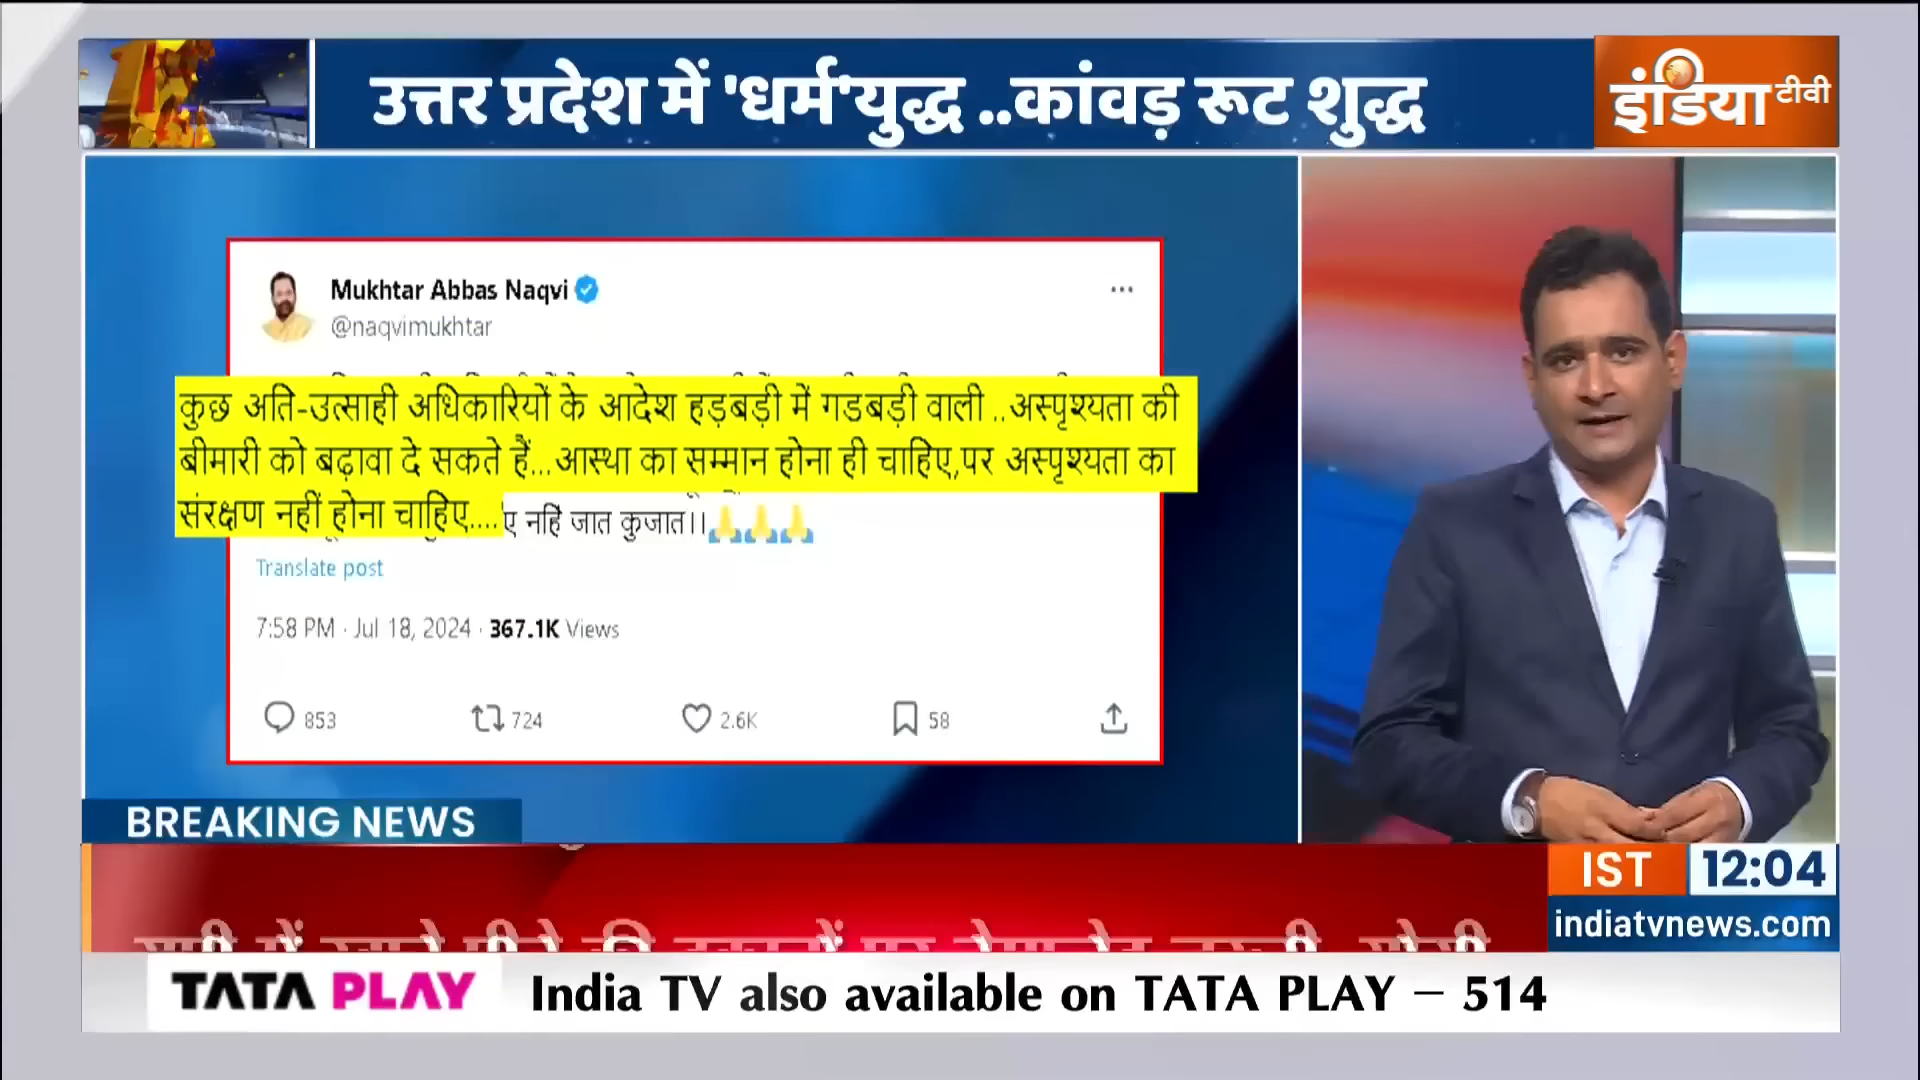 उत्तर प्रदेश में 'धर्म'युद्ध ..कांवड़ रूट शुद्ध
इंडिया टीवी
Mukhtar Abbas Naqvi
@naqvimukhtar
कुछ अति-उत्साही अधिकारियों के आदेश हड़बड़ी में गडबड़ी वाली ..अस्पृश्यता की
बीमारी को बढ़ावा दे सकते हैं...आस्था का सम्मान होना ही चाहिए,पर अस्पृश्यता का
संरक्षण नहीं होना चाहिए....ए नहिं जात कुजात।।🙏🙏🙏
Translate post
7:58 PM · Jul 18, 2024 · 367.1K Views
853 724 2.6K 58
BREAKING NEWS
IST 12:04
indiatvnews.com
TATA PLAY India TV also available on TATA PLAY – 514